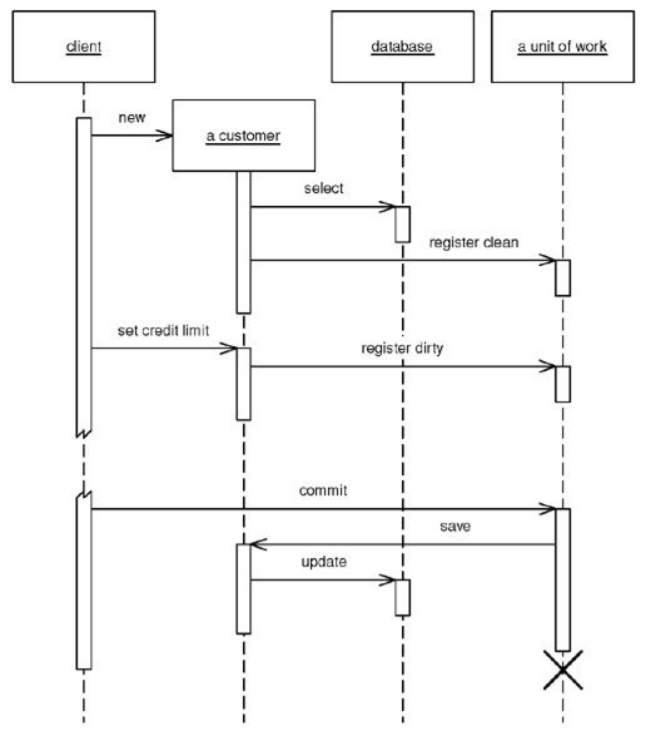 client
database
a unit of work
new
a customer
select
register clean
set credit limit
register dirty
commit
save
update